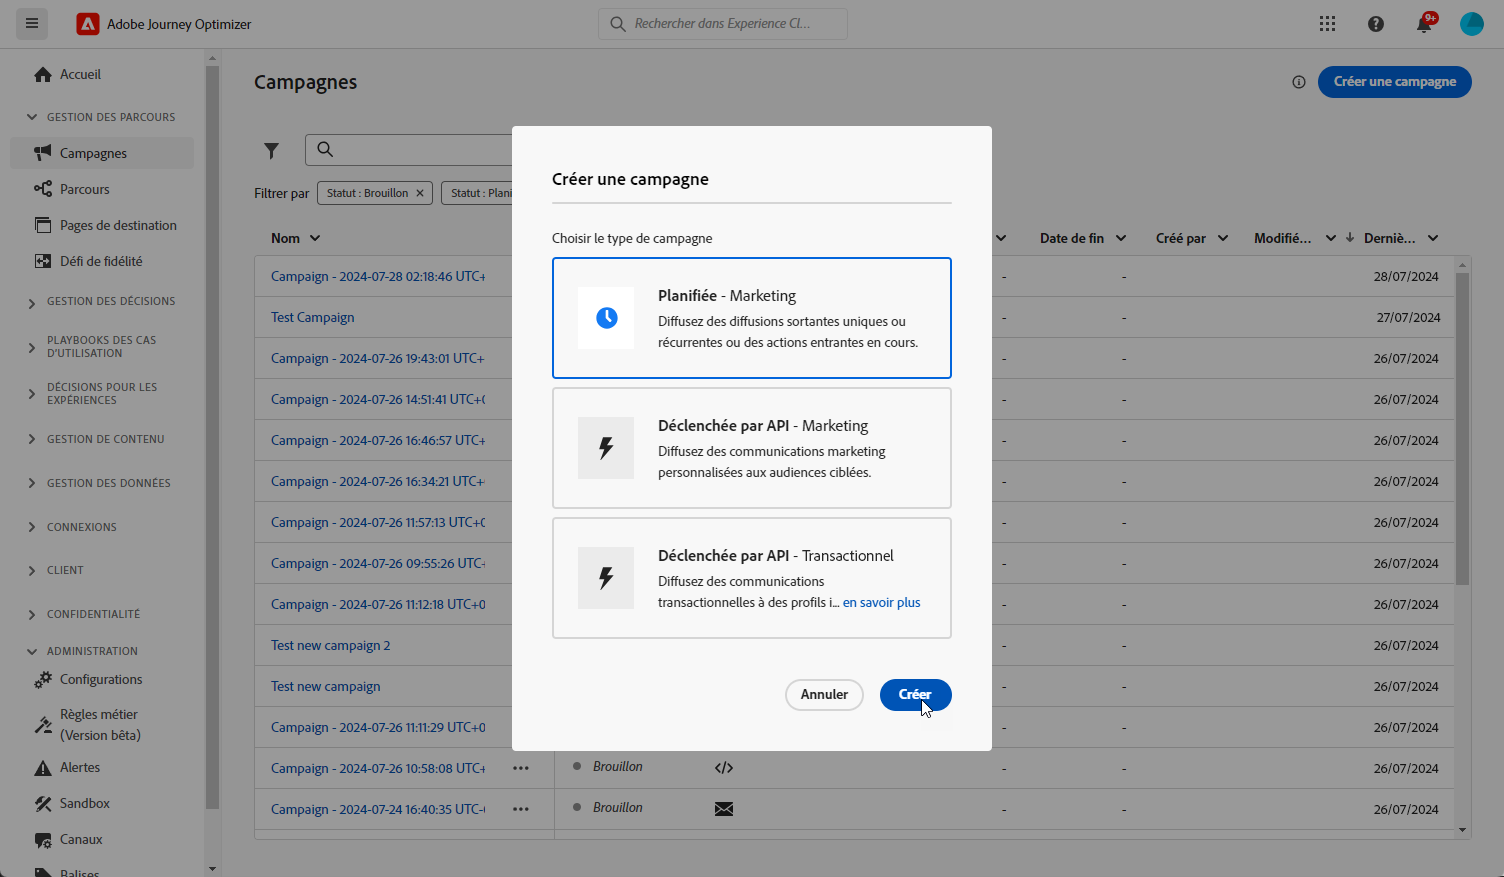 Adobe Journey Optimizer
Rechercher dans Experience Cl...
9+
Accueil
GESTION DES PARCOURS
Campagnes
Parcours
Pages de destination
Défi de fidélité
GESTION DES DÉCISIONS
PLAYBOOKS DES CAS
D'UTILISATION
DÉCISIONS POUR LES
EXPÉRIENCES
GESTION DE CONTENU
GESTION DES DONNÉES
CONNEXIONS
CLIENT
CONFIDENTIALITÉ
ADMINISTRATION
Configurations
Règles métier
(Version bêta)
Alertes
Sandbox
Canaux
Balises
Campagnes
Créer une campagne
Filtrer par
Statut : Brouillon
Statut : Plani
Nom
Date de fin
Créé par
Modifié...
Derniè...
Campaign - 2024-07-28 02:18:46 UTC+ - - 28/07/2024
Test Campaign - - 27/07/2024
Campaign - 2024-07-26 19:43:01 UTC+ - - 26/07/2024
Campaign - 2024-07-26 14:51:41 UTC+0 - - 26/07/2024
Campaign - 2024-07-26 16:46:57 UTC+ - - 26/07/2024
Campaign - 2024-07-26 16:34:21 UTC+ - - 26/07/2024
Campaign - 2024-07-26 11:57:13 UTC+0 - - 26/07/2024
Campaign - 2024-07-26 09:55:26 UTC+ - - 26/07/2024
Campaign - 2024-07-26 11:12:18 UTC+0 - - 26/07/2024
Test new campaign 2 - - 26/07/2024
Test new campaign - - 26/07/2024
Campaign - 2024-07-26 11:11:29 UTC+0 - - 26/07/2024
Campaign - 2024-07-26 10:58:08 UTC+ ... Brouillon </> - - 26/07/2024
Campaign - 2024-07-24 16:40:35 UTC- ... Brouillon - - 26/07/2024
Créer une campagne
Choisir le type de campagne
Planifiée - Marketing
Diffusez des diffusions sortantes uniques ou
récurrentes ou des actions entrantes en cours.
Déclenchée par API - Marketing
Diffusez des communications marketing
personnalisées aux audiences ciblées.
Déclenchée par API - Transactionnel
Diffusez des communications
transactionnelles à des profils i... en savoir plus
Annuler
Créer